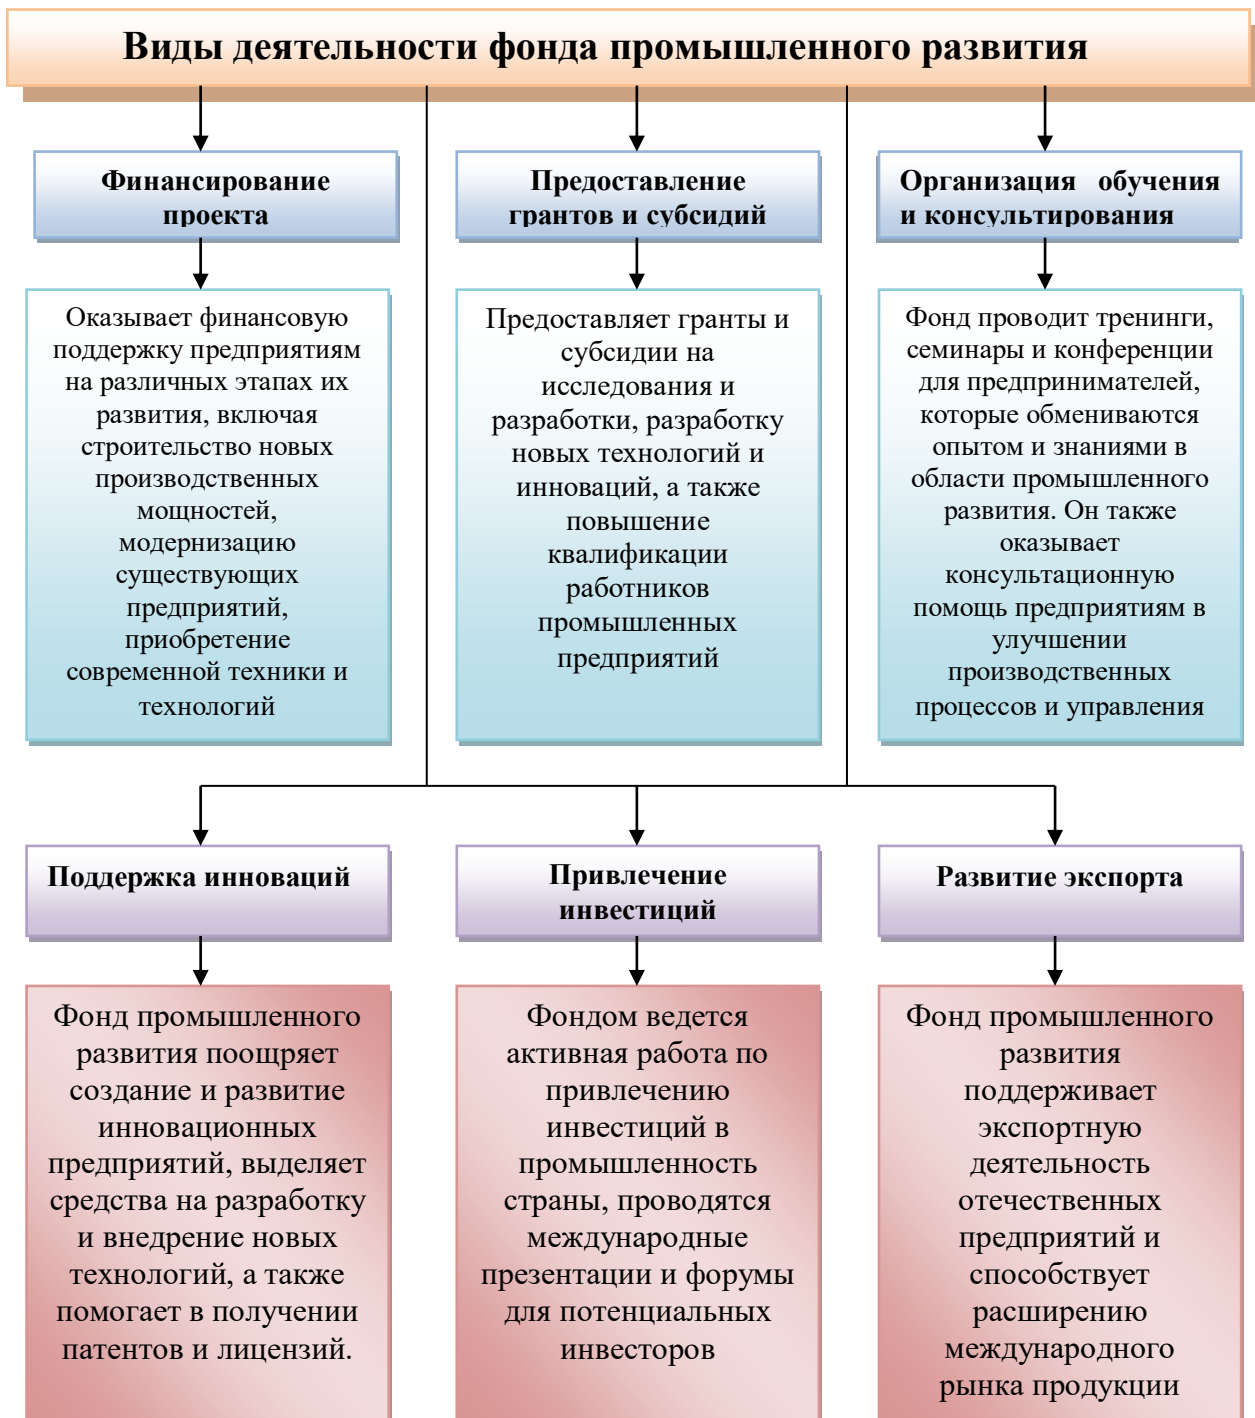 Виды деятельности фонда промышленного развития
Финансирование
проекта
Предоставление
грантов и субсидий
Организация обучения
и консультирования
Оказывает финансовую
поддержку предприятиям
на различных этапах их
развития, включая
строительство новых
производственных
мощностей,
модернизацию
существующих
предприятий,
приобретение
современной техники и
технологий
Предоставляет гранты и
субсидии на
исследования и
разработки, разработку
новых технологий и
инноваций, а также
повышение
квалификации
работников
промышленных
предприятий
Фонд проводит тренинги,
семинары и конференции
для предпринимателей,
которые обмениваются
опытом и знаниями в
области промышленного
развития. Он также
оказывает
консультационную
помощь предприятиям в
улучшении
производственных
процессов и управления
Поддержка инноваций
Привлечение
инвестиций
Развитие экспорта
Фонд промышленного
развития поощряет
создание и развитие
инновационных
предприятий, выделяет
средства на разработку
и внедрение новых
технологий, а также
помогает в получении
патентов и лицензий.
Фондом ведется
активная работа по
привлечению
инвестиций в
промышленность
страны, проводятся
международные
презентации и форумы
для потенциальных
инвесторов
Фонд промышленного
развития
поддерживает
экспортную
деятельность
отечественных
предприятий и
способствует
расширению
международного
рынка продукции